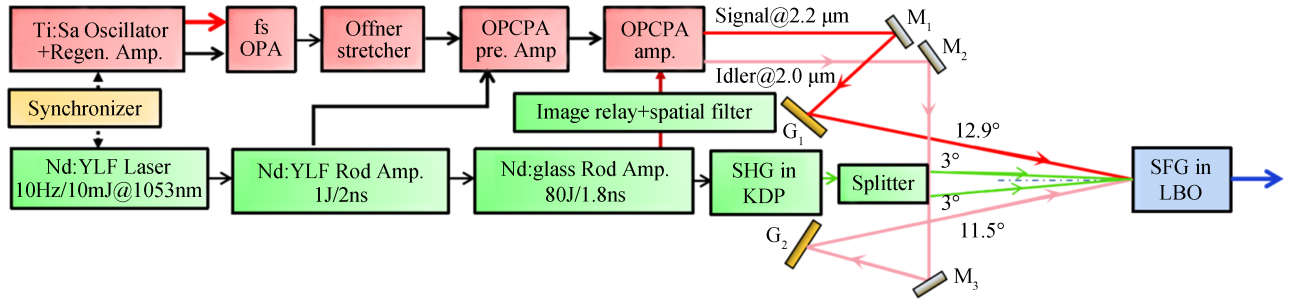 Ti:Sa Oscillator
+Regen. Amp.
fs
OPA
Offner
stretcher
OPCPA
pre. Amp
OPCPA
amp.
Signal@2.2 μm
Idler@2.0 μm
M1
M2
Synchronizer
Image relay+spatial filter
G1
12.9°
Nd:YLF Laser
10Hz/10mJ@1053nm
Nd:YLF Rod Amp.
1J/2ns
Nd:glass Rod Amp.
80J/1.8ns
SHG in
KDP
Splitter
3°
3°
SFG in
LBO
G2
11.5°
M3